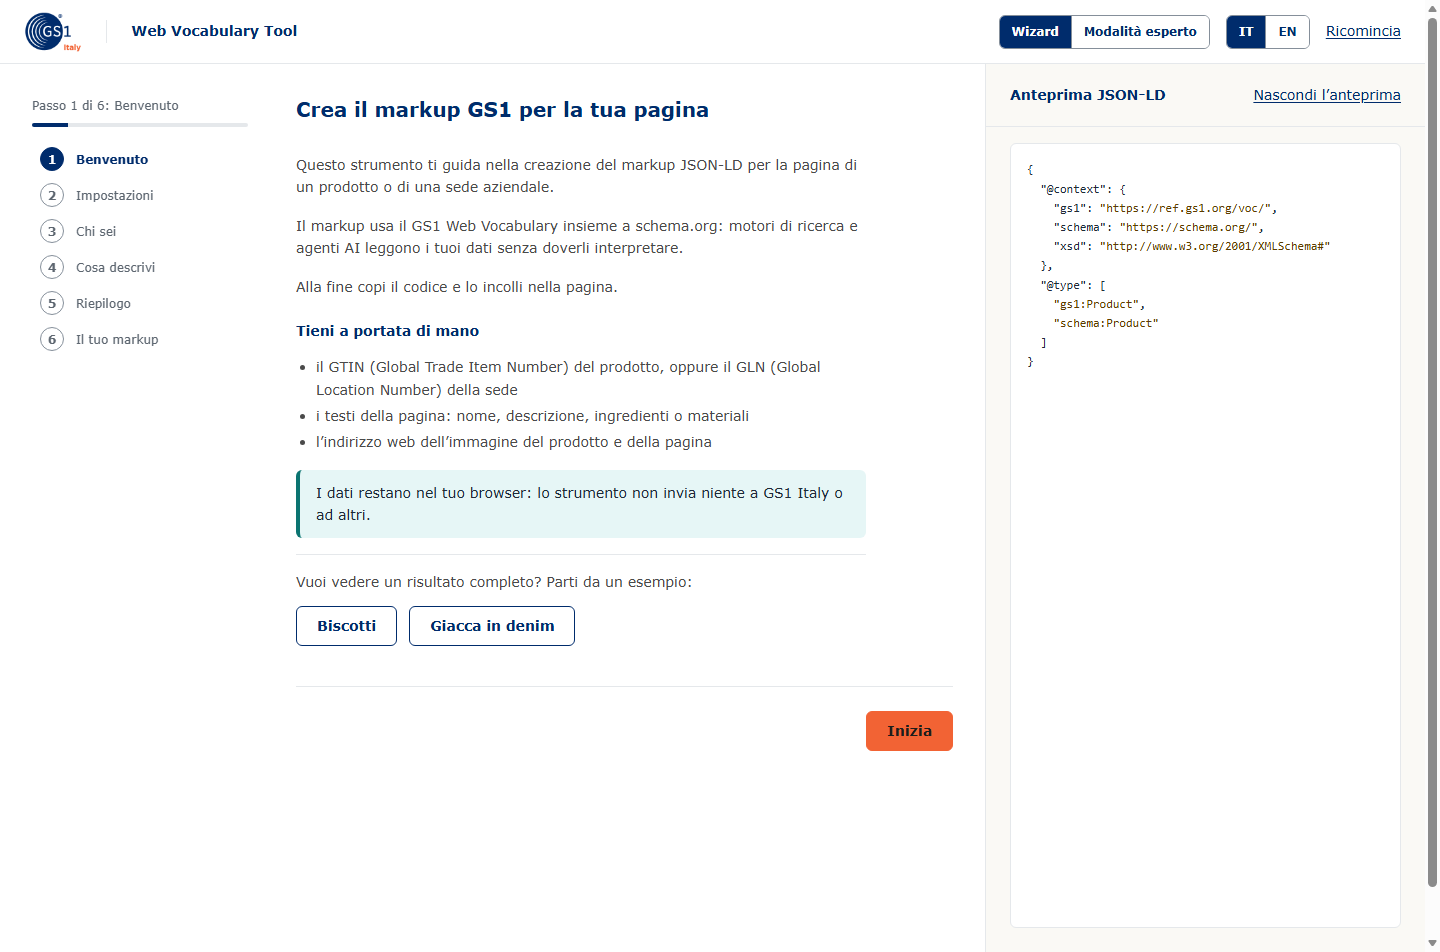 GS1
Italy
Web Vocabulary Tool
Wizard
Modalità esperto
IT
EN
Ricomincia
Passo 1 di 6: Benvenuto
1 Benvenuto
2 Impostazioni
3 Chi sei
4 Cosa descrivi
5 Riepilogo
6 Il tuo markup
Crea il markup GS1 per la tua pagina
Questo strumento ti guida nella creazione del markup JSON-LD per la pagina di
un prodotto o di una sede aziendale.
Il markup usa il GS1 Web Vocabulary insieme a schema.org: motori di ricerca e
agenti AI leggono i tuoi dati senza doverli interpretare.
Alla fine copi il codice e lo incolli nella pagina.
Tieni a portata di mano
• il GTIN (Global Trade Item Number) del prodotto, oppure il GLN (Global
Location Number) della sede
• i testi della pagina: nome, descrizione, ingredienti o materiali
• l’indirizzo web dell’immagine del prodotto e della pagina
I dati restano nel tuo browser: lo strumento non invia niente a GS1 Italy o
ad altri.
Vuoi vedere un risultato completo? Parti da un esempio:
Biscotti
Giacca in denim
Inizia
Anteprima JSON-LD
Nascondi l’anteprima
{
"@context": {
"gs1": "https://ref.gs1.org/voc/",
"schema": "https://schema.org/",
"xsd": "http://www.w3.org/2001/XMLSchema#"
},
"@type": [
"gs1:Product",
"schema:Product"
]
}